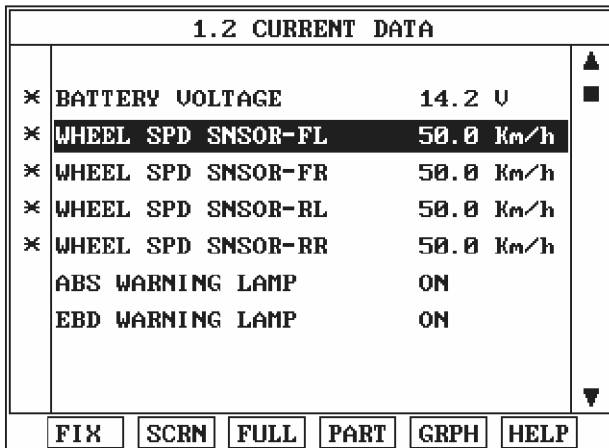 1.2 CURRENT DATA
× BATTERY VOLTAGE 14.2 V
× WHEEL SPD SNSOR-FL 50.0 Km/h
× WHEEL SPD SNSOR-FR 50.0 Km/h
× WHEEL SPD SNSOR-RL 50.0 Km/h
× WHEEL SPD SNSOR-RR 50.0 Km/h
ABS WARNING LAMP ON
EBD WARNING LAMP ON
FIX SCRN FULL PART GRPH HELP